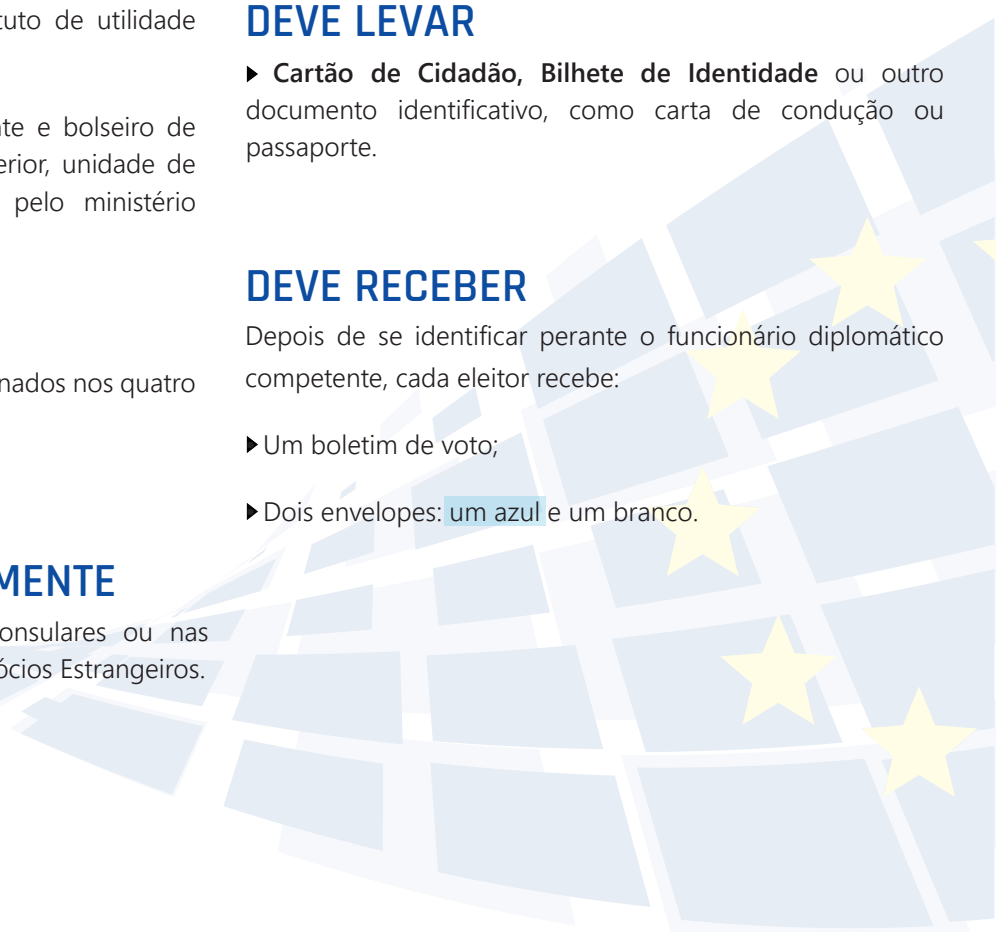 tuto de utilidade
te e bolseiro de
erior, unidade de
pelo ministério
nados nos quatro
MENTE
onsulares ou nas
ócios Estrangeiros.
DEVE LEVAR
▶ Cartão de Cidadão, Bilhete de Identidade ou outro
documento identificativo, como carta de condução ou
passaporte.
DEVE RECEBER
Depois de se identificar perante o funcionário diplomático
competente, cada eleitor recebe:
▶ Um boletim de voto;
▶ Dois envelopes: um azul e um branco.